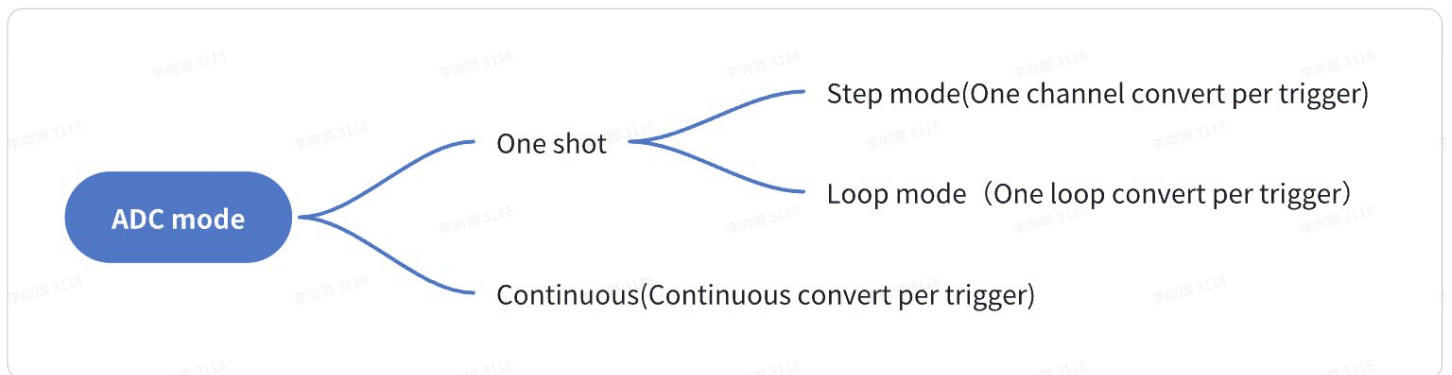 Step mode(One channel convert per trigger)
One shot
Loop mode（One loop convert per trigger）
ADC mode
Continuous(Continuous convert per trigger)